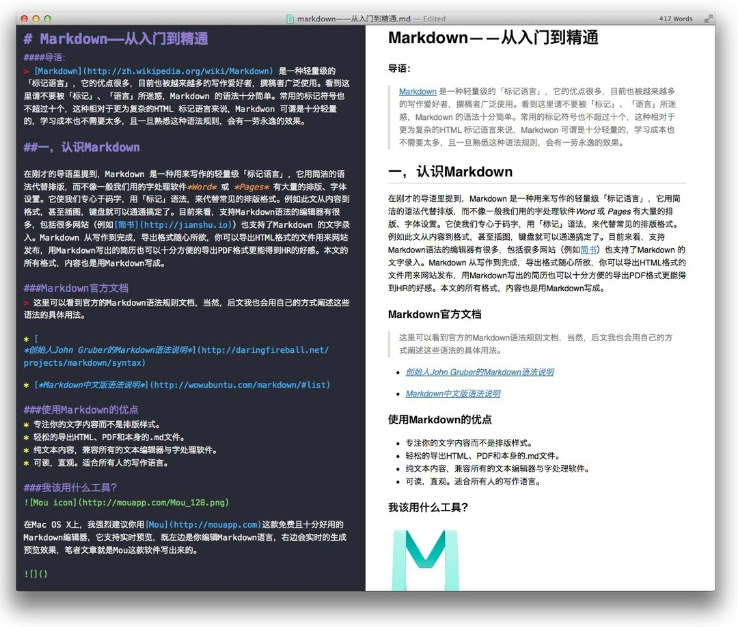 markdown——从入门到精通.md — Edited
417 Words
# Markdown——从入门到精通
####导语:
> [Markdown](http://zh.wikipedia.org/wiki/Markdown) 是一种轻量级的
「标记语言」，它的优点很多，目前也被越来越多的写作爱好者，撰稿者广泛使用。看到这
里请不要被「标记」、「语言」所迷惑，Markdown 的语法十分简单。常用的标记符号也
不超过十个，这种相对于更为复杂的HTML 标记语言来说，Markdwon 可谓是十分轻量
的，学习成本也不需要太多，且一旦熟悉这种语法规则，会有一劳永逸的效果。
##一，认识Markdown
在刚才的导语里提到，Markdown 是一种用来写作的轻量级「标记语言」，它用简洁的语
法代替排版，而不像一般我们用的字处理软件*Word* 或 *Pages* 有大量的排版、字体
设置。它使我们专心于码字，用「标记」语法，来代替常见的排版格式。例如此文从内容到
格式，甚至插图，键盘就可以通通搞定了。目前来看，支持Markdown语法的编辑器有很
多，包括很多网站（例如[简书](http://jianshu.io)）也支持了Markdown 的文字录
入。Markdown 从写作到完成，导出格式随心所欲，你可以导出HTML格式的文件用来网站
发布，用Markdown写出的简历也可以十分方便的导出PDF格式更能得到HR的好感。本文的
所有格式，内容也是用Markdown写成。
###Markdown官方文档
> 这里可以看到官方的Markdown语法规则文档，当然，后文我也会用自己的方式阐述这些
语法的具体用法。
* [
*创始人John Gruber的Markdown语法说明*](http://daringfireball.net/
projects/markdown/syntax)
* [*Markdown中文版语法说明*](http://wowubuntu.com/markdown/#list)
###使用Markdown的优点
* 专注你的文字内容而不是排版样式。
* 轻松的导出HTML、PDF和本身的.md文件。
* 纯文本内容，兼容所有的文本编辑器与字处理软件。
* 可读，直观。适合所有人的写作语言。
###我该用什么工具?
![Mou icon](http://mouapp.com/Mou_128.png)
在Mac OS X上，我强烈建议你用[Mou](http://mouapp.com)这款免费且十分好用的
Markdown编辑器，它支持实时预览，既左边是你编辑Markdown语言，右边会实时的生成
预览效果，笔者文章就是Mou这款软件写出来的。
![]()
Markdown——从入门到精通
导语:
Markdown 是一种轻量级的「标记语言」，它的优点很多，目前也被越来越多
的写作爱好者，撰稿者广泛使用。看到这里请不要被「标记」、「语言」所迷
惑，Markdown 的语法十分简单。常用的标记符号也不超过十个，这种相对于
更为复杂的HTML 标记语言来说，Markdwon 可谓是十分轻量的，学习成本也
不需要太多，且一旦熟悉这种语法规则，会有一劳永逸的效果。
一，认识Markdown
在刚才的导语里提到，Markdown 是一种用来写作的轻量级「标记语言」，它用简
洁的语法代替排版，而不像一般我们用的字处理软件Word 或 Pages 有大量的排
版、字体设置。它使我们专心于码字，用「标记」语法，来代替常见的排版格式。
例如此文从内容到格式，甚至插图，键盘就可以通通搞定了。目前来看，支持
Markdown语法的编辑器有很多，包括很多网站（例如简书）也支持了Markdown 的
文字录入。Markdown 从写作到完成，导出格式随心所欲，你可以导出HTML格式的
文件用来网站发布，用Markdown写出的简历也可以十分方便的导出PDF格式更能得
到HR的好感。本文的所有格式，内容也是用Markdown写成。
Markdown官方文档
这里可以看到官方的Markdown语法规则文档，当然，后文我也会用自己的方
式阐述这些语法的具体用法。
• 创始人John Gruber的Markdown语法说明
• Markdown中文版语法说明
使用Markdown的优点
• 专注你的文字内容而不是排版样式。
• 轻松的导出HTML、PDF和本身的.md文件。
• 纯文本内容，兼容所有的文本编辑器与字处理软件。
• 可读，直观。适合所有人的写作语言。
我该用什么工具?
M